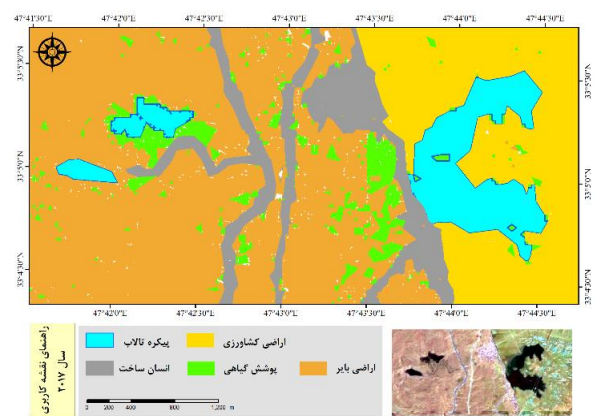 47°41'30"E 47°42'0"E 47°42'30"E 47°43'0"E 47°43'30"E 47°44'0"E 47°44'30"E
33°5'30"N
33°5'0"N
33°4'30"N
33°5'30"N
33°5'0"N
33°4'30"N
47°41'30"E 47°42'0"E 47°42'30"E 47°43'0"E 47°43'30"E 47°44'0"E 47°44'30"E
راهنمای نقشه کاربری
سال ۲۰۱۷
پیکره تالاب
اراضی کشاورزی
انسان ساخت
پوشش گیاهی
اراضی بایر
0 200 400 800 1,200 m